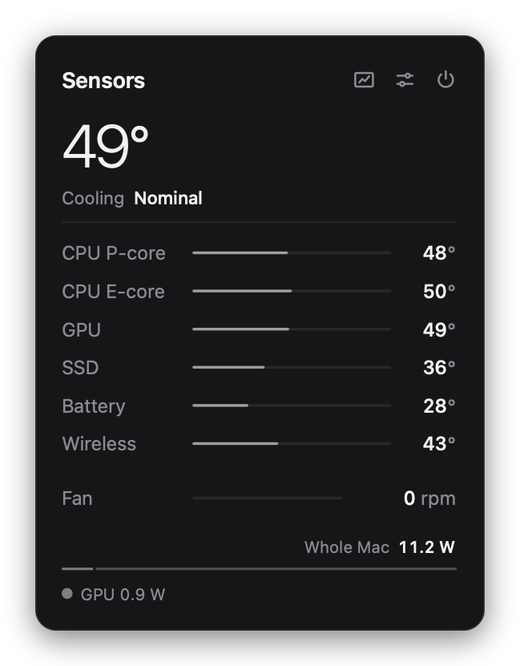 Sensors
49°
Cooling Nominal
CPU P-core 48°
CPU E-core 50°
GPU 49°
SSD 36°
Battery 28°
Wireless 43°
Fan 0 rpm
Whole Mac 11.2 W
GPU 0.9 W